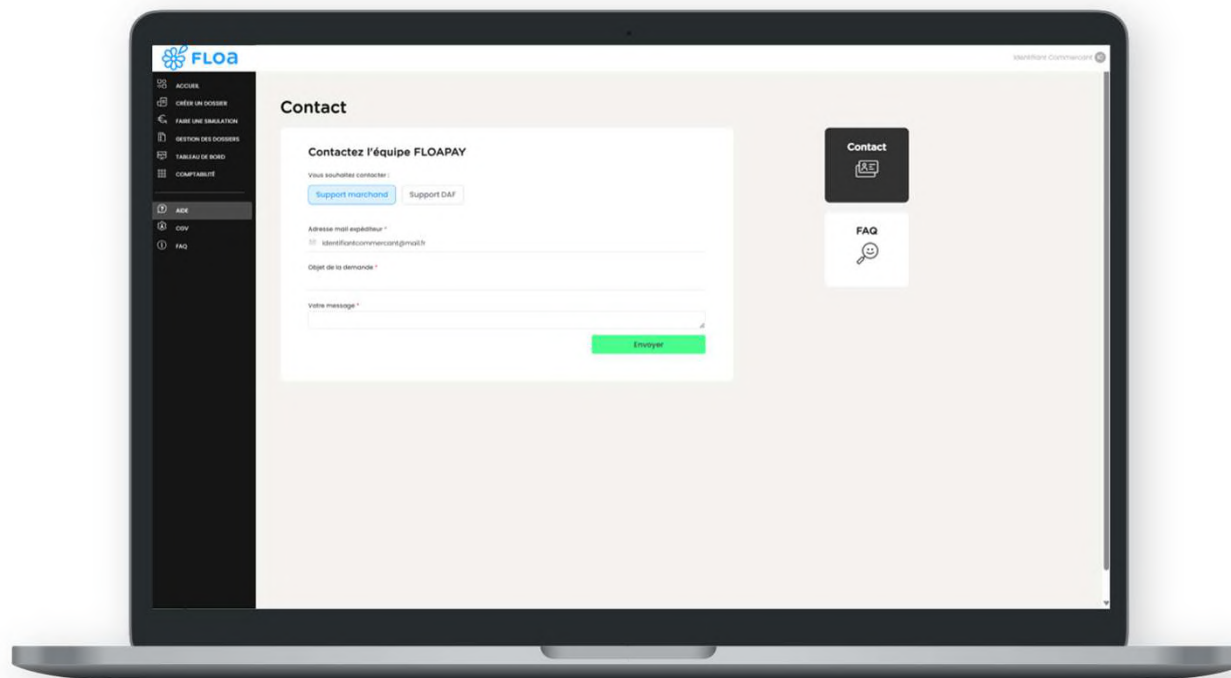 FLOA
Identifiant Commercant
ACCUEIL
CRÉER UN DOSSIER
FAIRE UNE SIMULATION
GESTION DES DOSSIERS
TABLEAU DE BORD
COMPTABILITÉ
AIDE
CGV
FAQ
Contact
Contactez l'équipe FLOAPAY
Vous souhaitez contacter :
Support marchand
Support DAF
Adresse mail expéditeur *
Identifiantcommercant@mail.fr
Objet de la demande *
Votre message *
Envoyer
Contact
FAQ